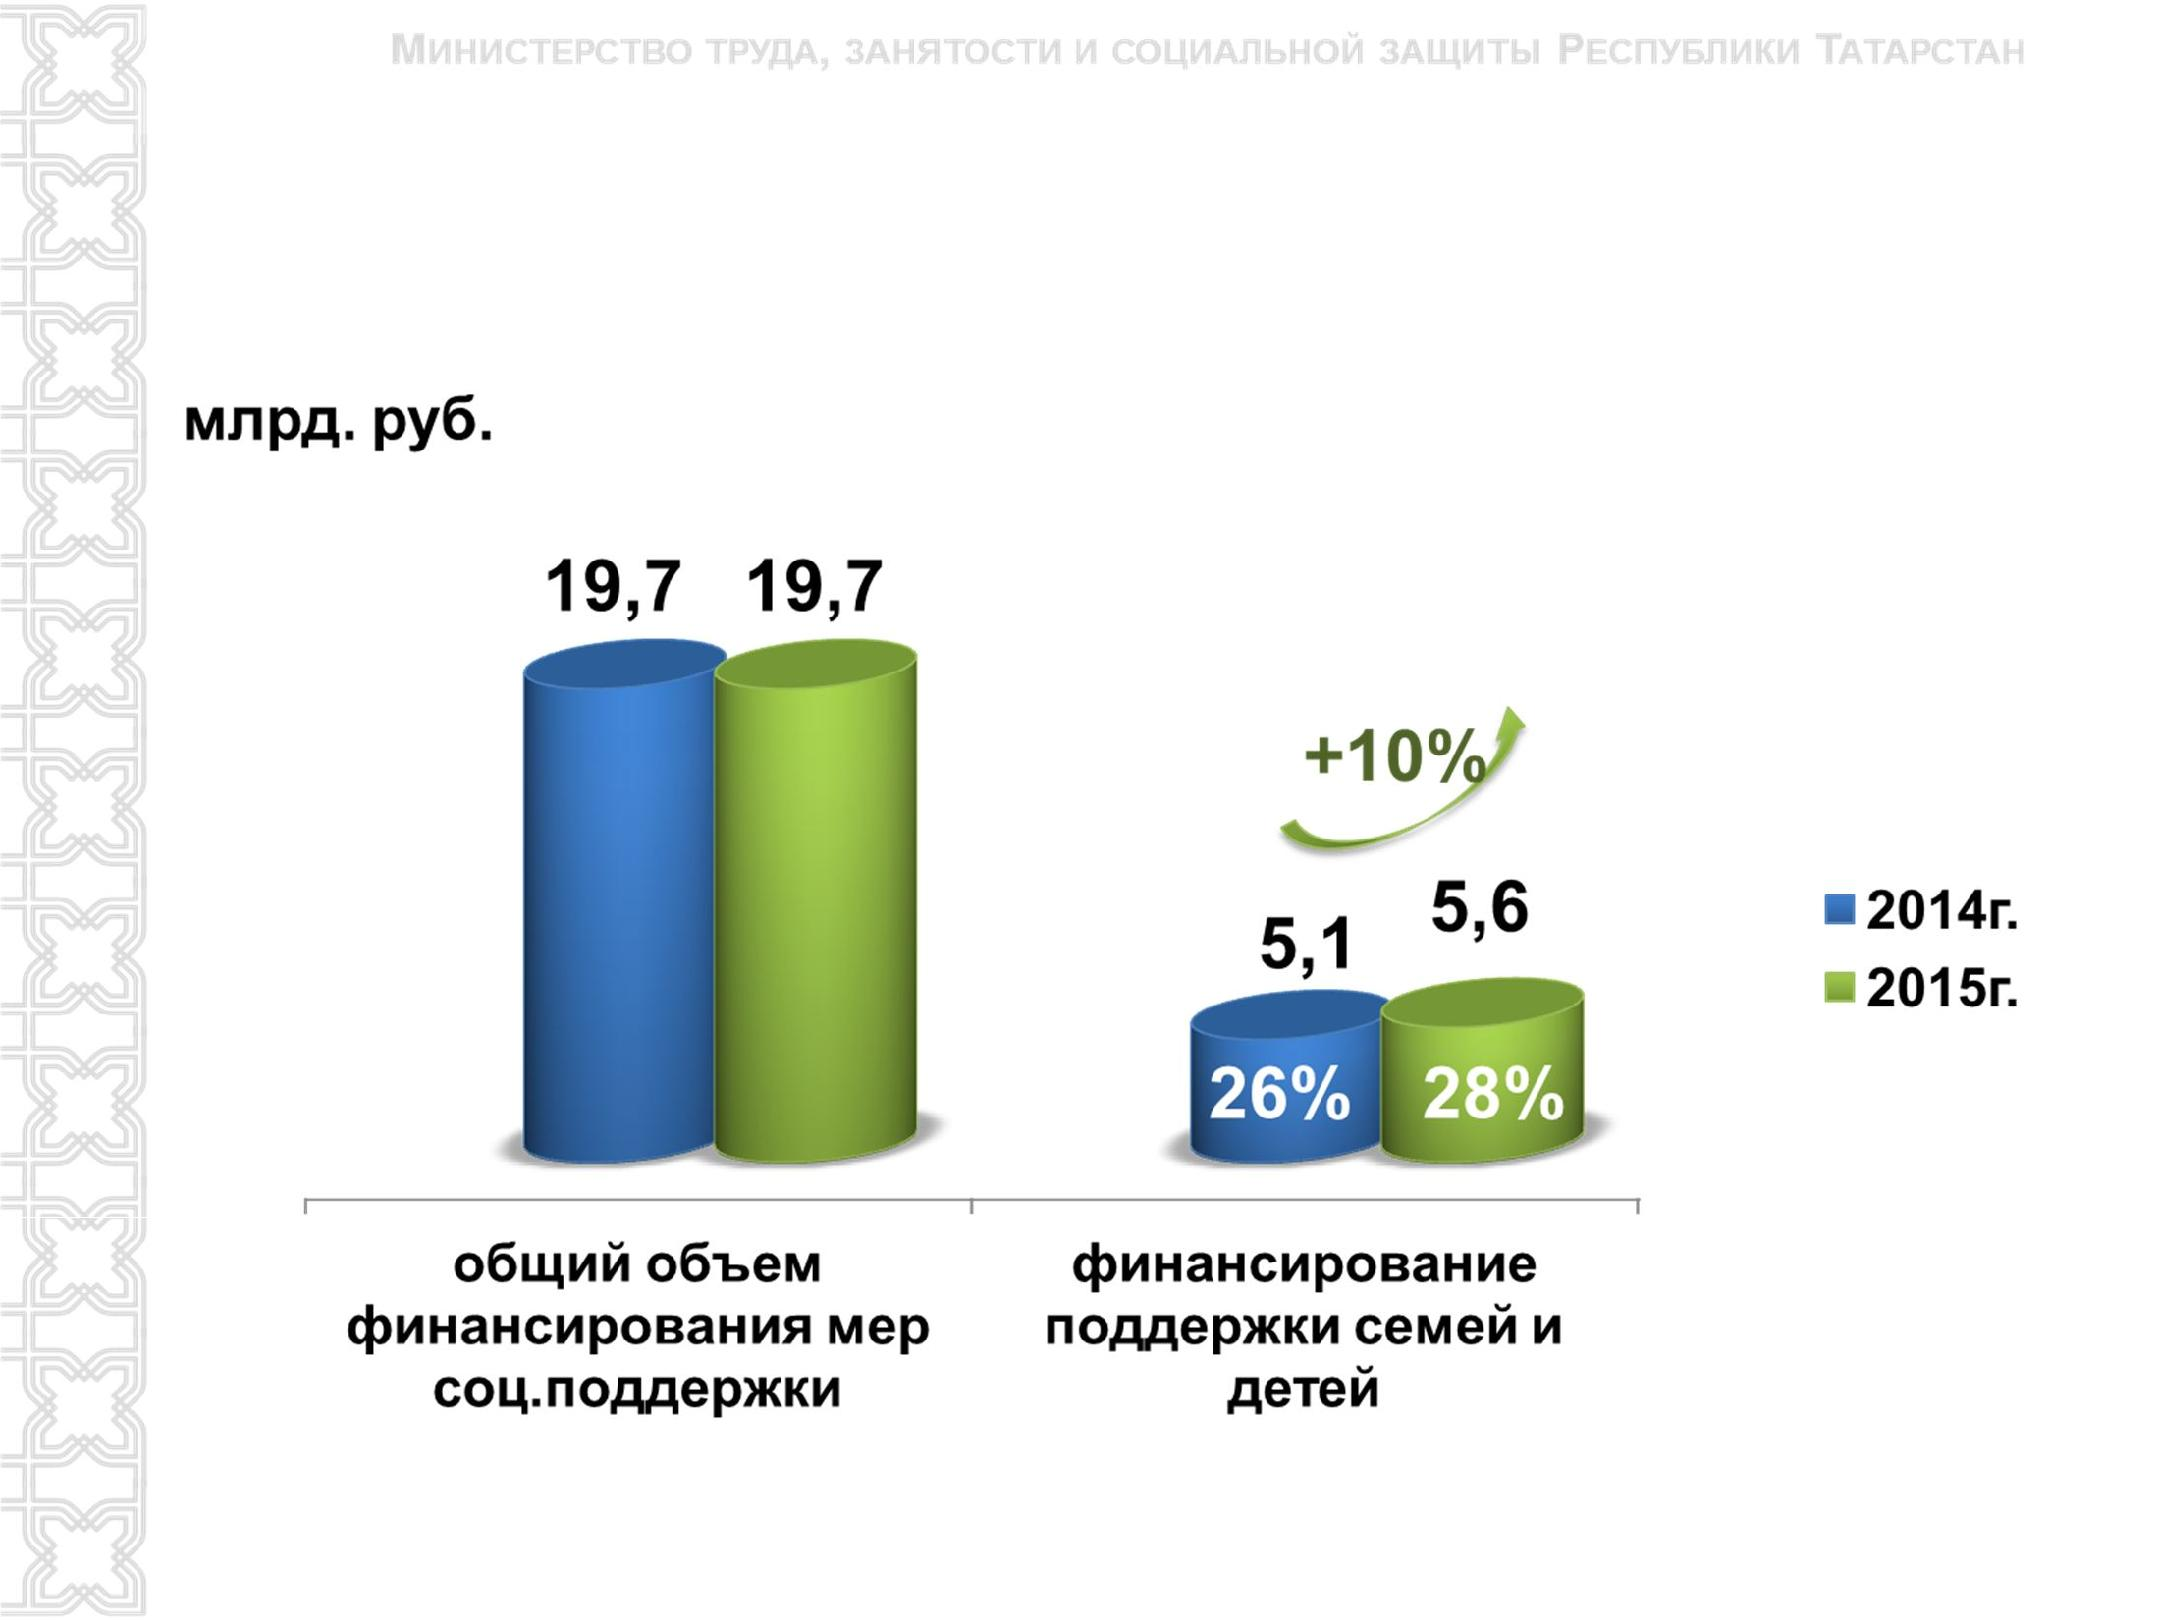 Министерство труда, занятости и социальной защиты Республики Татарстан
млрд. руб.
19,7 19,7
+10%
5,1 5,6
2014г.
2015г.
26% 28%
общий объем
финансирования мер
соц.поддержки
финансирование
поддержки семей и
детей